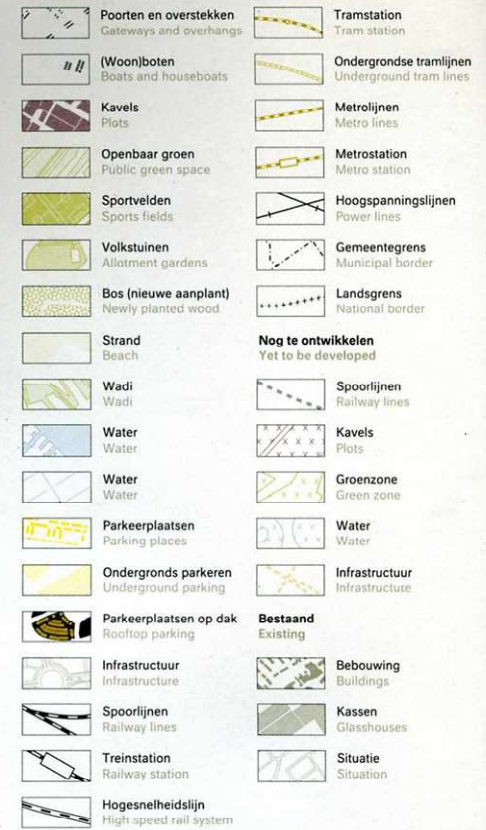 Poorten en overstekken
Gateways and overhangs
(Woon)boten
Boats and houseboats
Kavels
Plots
Openbaar groen
Public green space
Sportvelden
Sports fields
Volkstuinen
Allotment gardens
Bos (nieuwe aanplant)
Newly planted wood
Strand
Beach
Wadi
Wadi
Water
Water
Water
Water
Parkeerplaatsen
Parking places
Ondergronds parkeren
Underground parking
Parkeerplaatsen op dak
Rooftop parking
Infrastructuur
Infrastructure
Spoorlijnen
Railway lines
Treinstation
Railway station
Hogesnelheidslijn
High speed rail system
Tramstation
Tram station
Ondergrondse tramlijnen
Underground tram lines
Metrolijnen
Metro lines
Metrostation
Metro station
Hoogspanningslijnen
Power lines
Gemeentegrens
Municipal border
Landsgrens
National border
Nog te ontwikkelen
Yet to be developed
Spoorlijnen
Railway lines
Kavels
Plots
Groenzone
Green zone
Water
Water
Infrastructuur
Infrastructure
Bestaand
Existing
Bebouwing
Buildings
Kassen
Glasshouses
Situatie
Situation